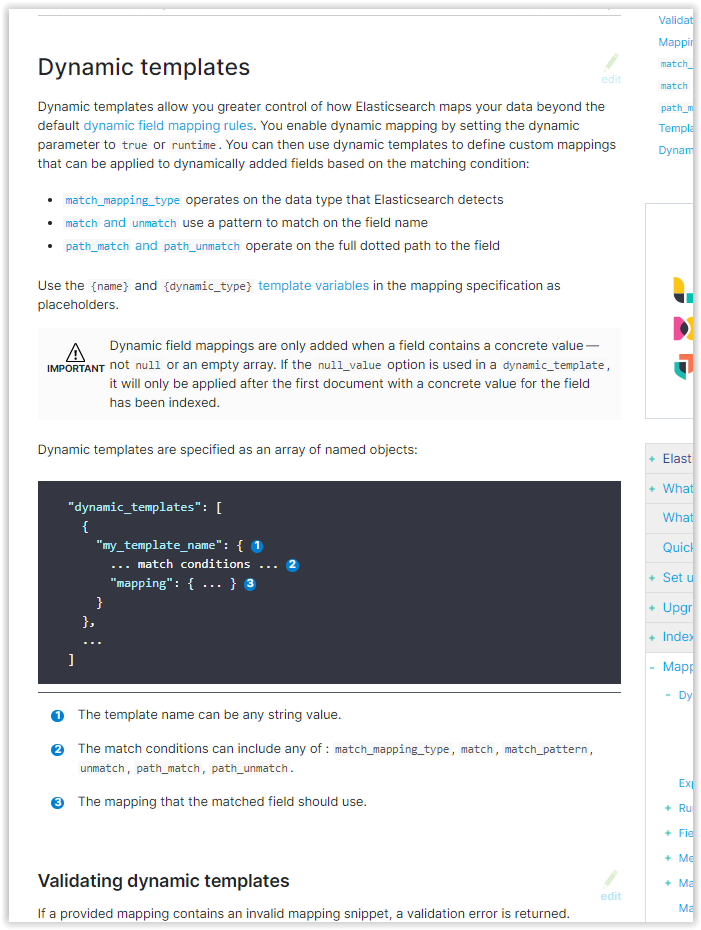 Dynamic templates
edit
Dynamic templates allow you greater control of how Elasticsearch maps your data beyond the
default dynamic field mapping rules. You enable dynamic mapping by setting the dynamic
parameter to true or runtime. You can then use dynamic templates to define custom mappings
that can be applied to dynamically added fields based on the matching condition:
• match_mapping_type operates on the data type that Elasticsearch detects
• match and unmatch use a pattern to match on the field name
• path_match and path_unmatch operate on the full dotted path to the field
Use the {name} and {dynamic_type} template variables in the mapping specification as
placeholders.
IMPORTANT
Dynamic field mappings are only added when a field contains a concrete value—
not null or an empty array. If the null_value option is used in a dynamic_template,
it will only be applied after the first document with a concrete value for the field
has been indexed.
Dynamic templates are specified as an array of named objects:
"dynamic_templates": [
{
"my_template_name": { 1
... match conditions ... 2
"mapping": { ... } 3
}
},
...
]
1 The template name can be any string value.
2 The match conditions can include any of : match_mapping_type, match, match_pattern,
unmatch, path_match, path_unmatch.
3 The mapping that the matched field should use.
Validating dynamic templates
edit
If a provided mapping contains an invalid mapping snippet, a validation error is returned.
Validat
Mappin
match_
match
path_m
Templa
Dynam
+ Elast
+ What
What
Quick
+ Set u
+ Upgr
+ Index
- Mapp
- Dy
Exp
+ Ru
+ Fie
+ Me
+ Ma
Ma